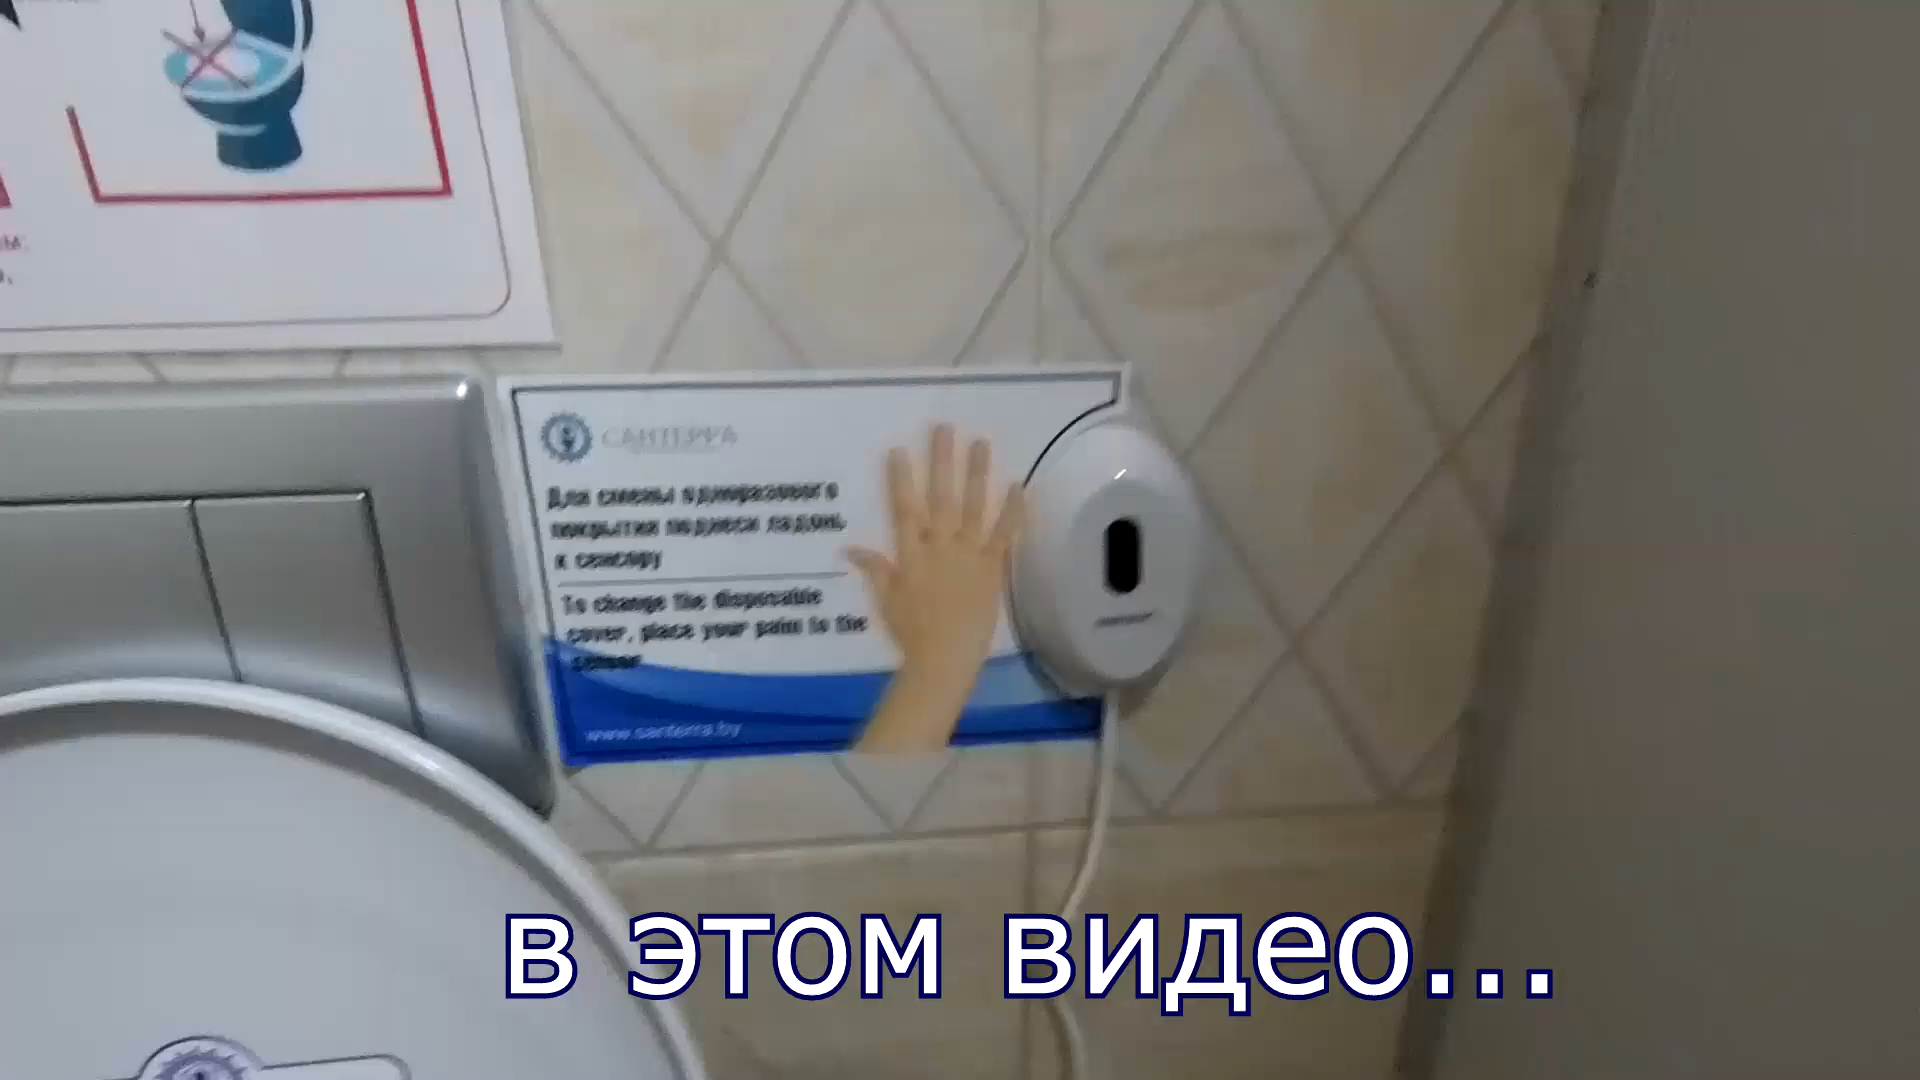 САНТЕРРА
Для смены одноразового
покрытия поднеси ладонь
к сенсору
To change the disposable
cover, place your palm to the
sensor
www.santerra.by
в этом видео...